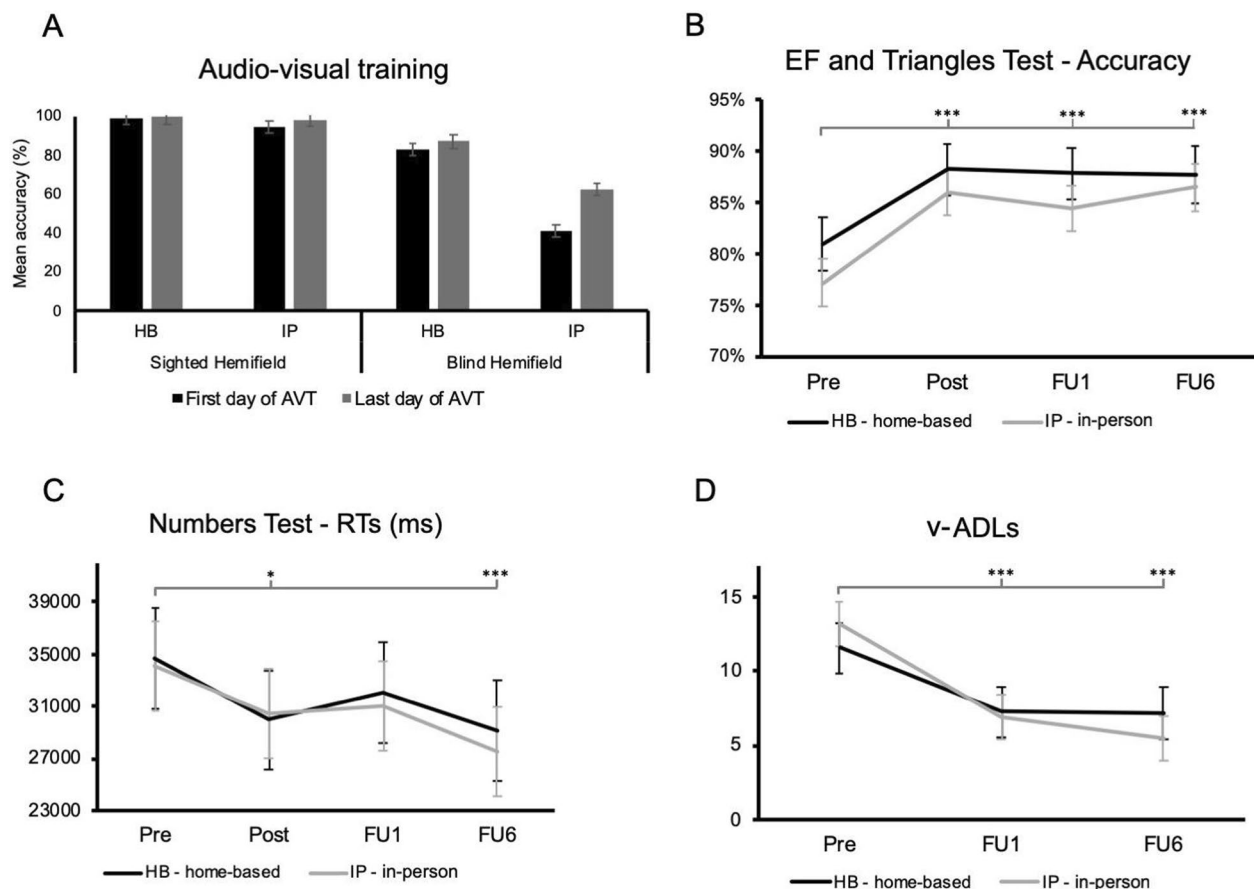 A
Audio-visual training
Mean accuracy (%)
100
80
60
40
20
0
HB IP HB IP
Sighted Hemifield Blind Hemifield
First day of AVT Last day of AVT
B
EF and Triangles Test - Accuracy
95%
90%
85%
80%
75%
70%
*** *** ***
Pre Post FU1 FU6
HB - home-based IP - in-person
C
Numbers Test - RTs (ms)
39000
35000
31000
27000
23000
* ***
Pre Post FU1 FU6
HB - home-based IP - in-person
D
v-ADLs
15
10
5
0
*** ***
Pre FU1 FU6
HB - home-based IP - in-person